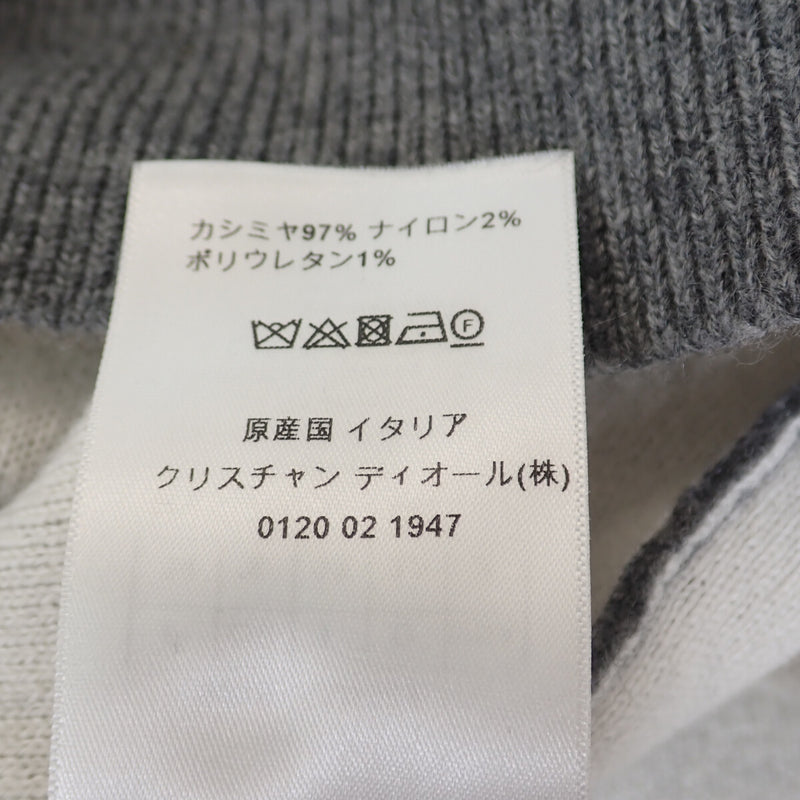 カシミヤ97% ナイロン2%
ポリウレタン1%
F
原産国 イタリア
クリスチャン ディオール(株)
0120 02 1947